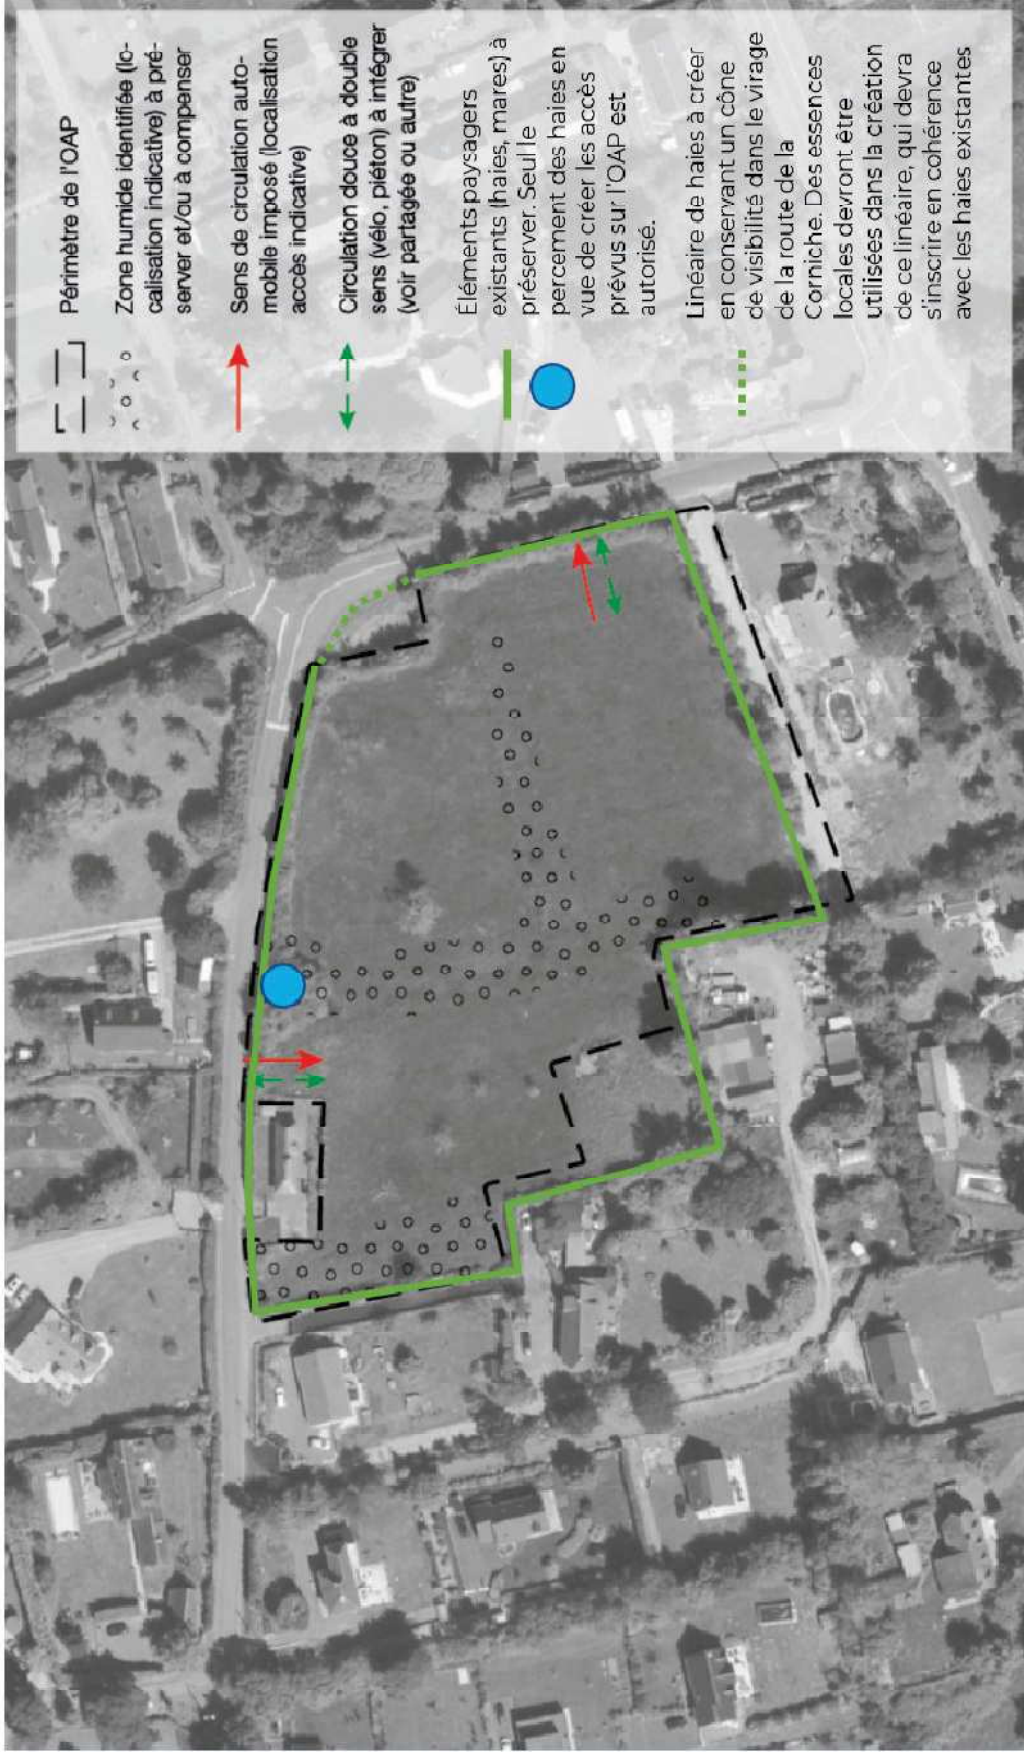 Périmètre de l'OAP
Zone humide identifiée (lo-
calisation indicative) à pré-
server et/ou à compenser
Sens de circulation auto-
mobile imposé (localisation
accès indicative)
Circulation douce à double
sens (vélo, piéton) à intégrer
(voir partagée ou autre)
Éléments paysagers
existants (haies, mares) à
préserver. Seul le
percement des haies en
vue de créer les accès
prévus sur l'OAP est
autorisé.
Linéaire de haies à créer
en conservant un cône
de visibilité dans le virage
de la route de la
Corniche. Des essences
locales devront être
utilisées dans la création
de ce linéaire, qui devra
s'inscrire en cohérence
avec les haies existantes